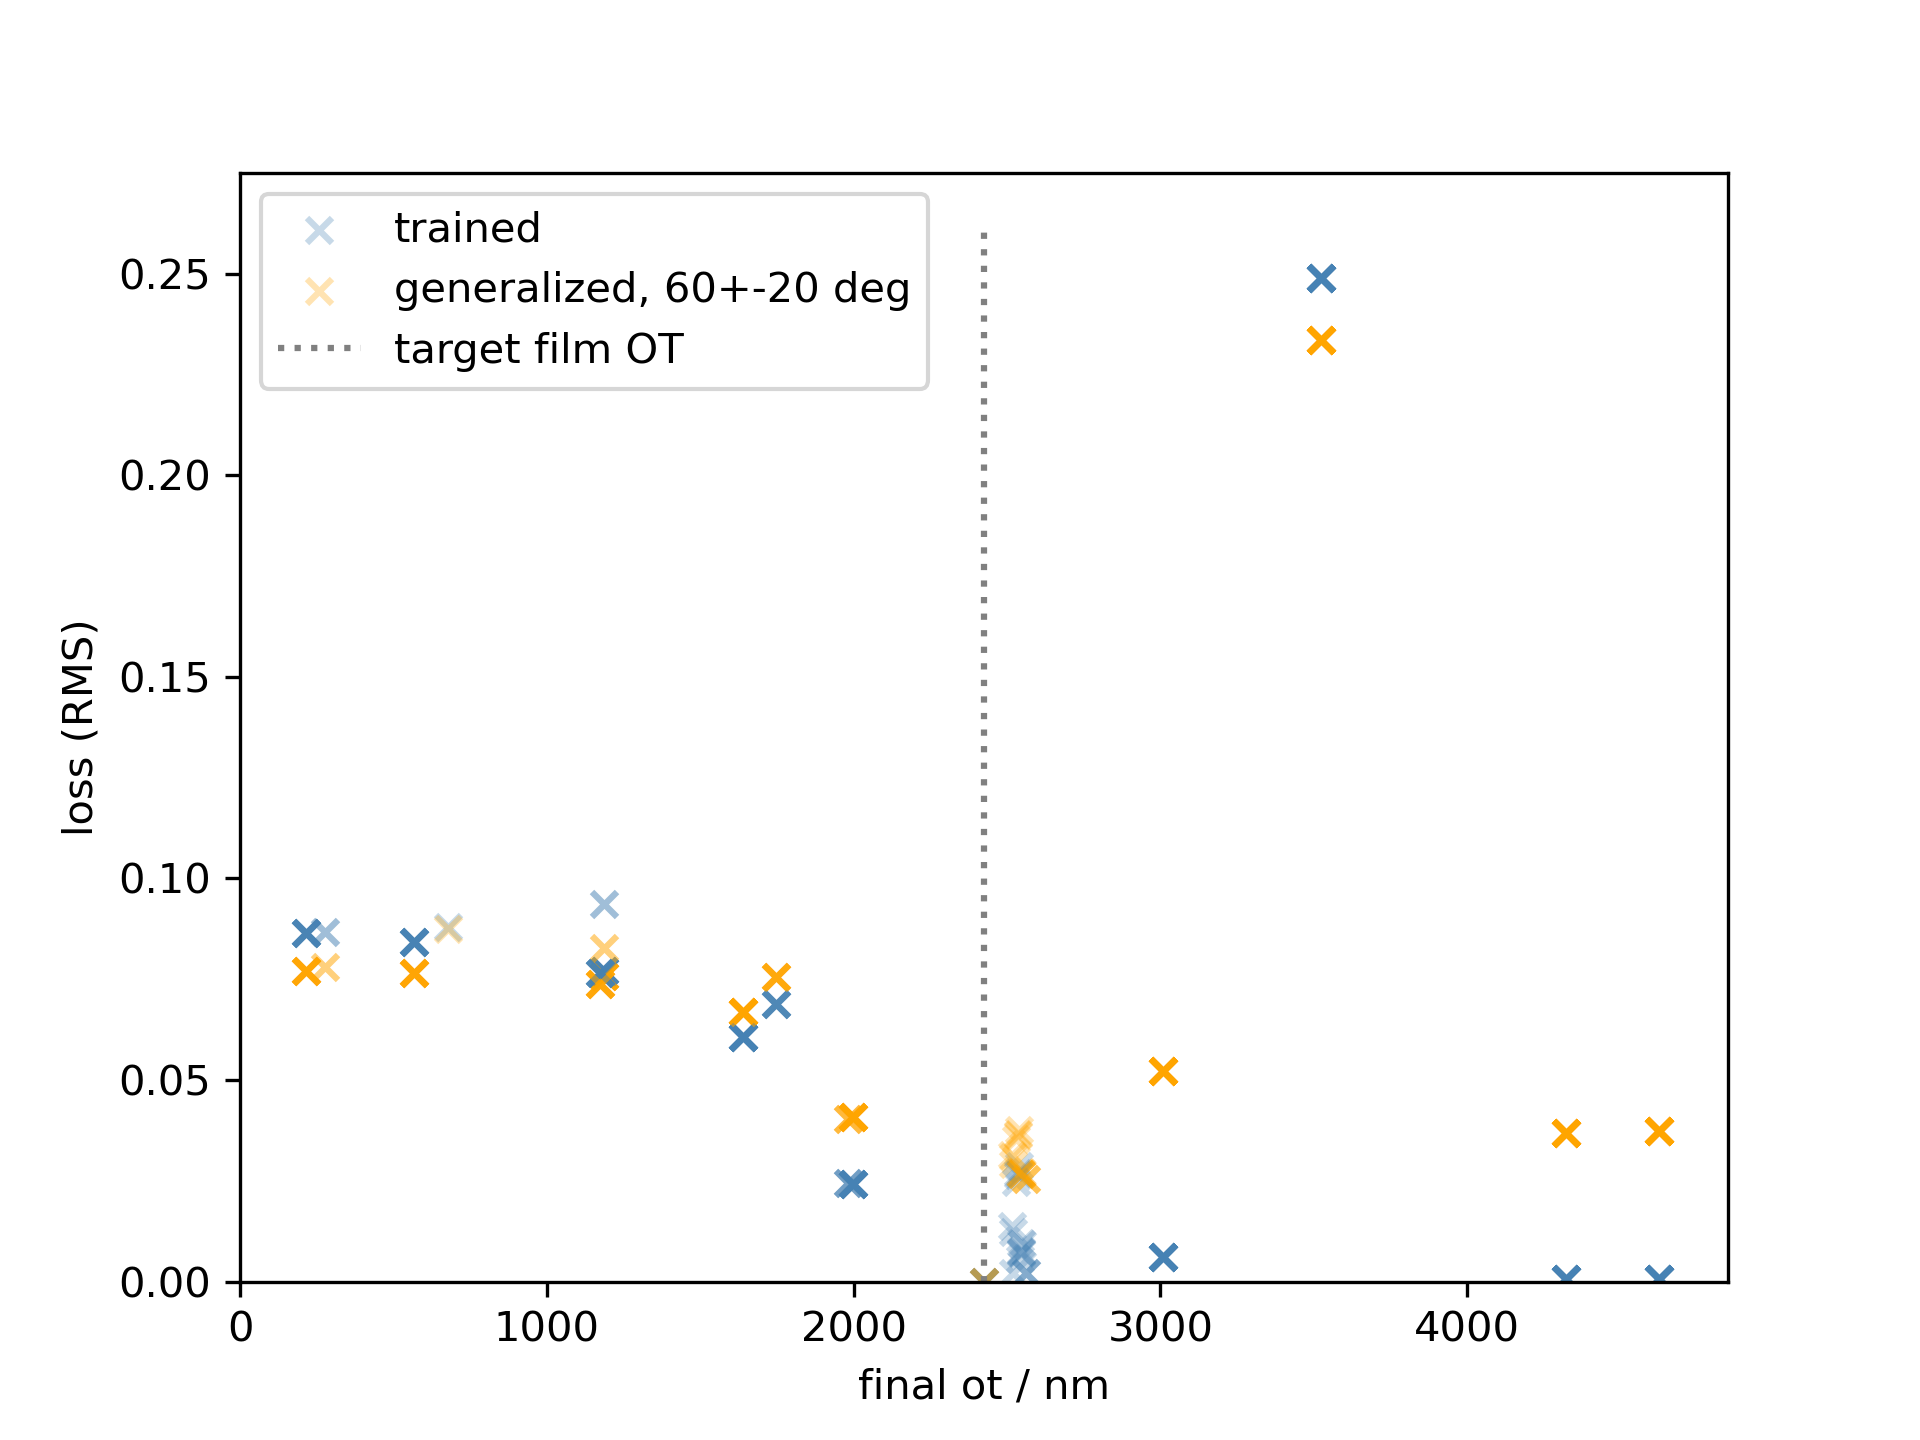 trained
generalized, 60+-20 deg
target film OT
0.25
0.20
0.15
0.10
0.05
0.00
loss (RMS)
0 1000 2000 3000 4000
final ot / nm